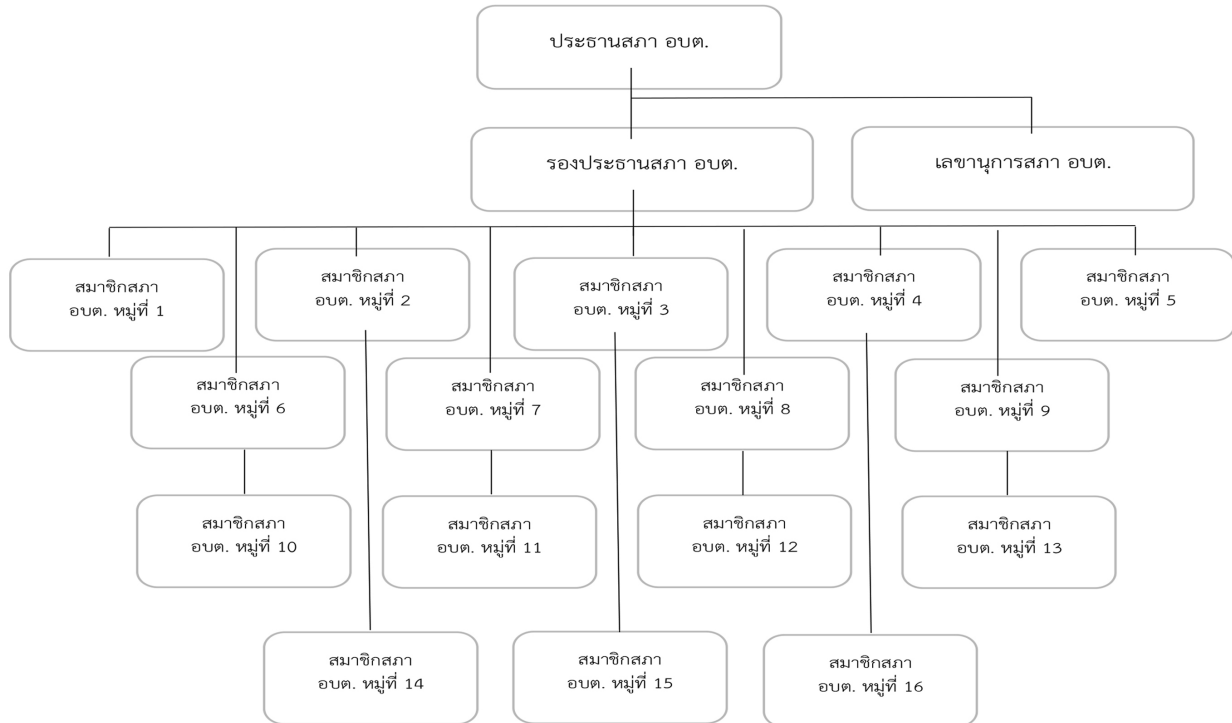 ประธานสภา อบต.
รองประธานสภา อบต.
เลขานุการสภา อบต.
สมาชิกสภา
อบต. หมู่ที่ 1
สมาชิกสภา
อบต. หมู่ที่ 2
สมาชิกสภา
อบต. หมู่ที่ 3
สมาชิกสภา
อบต. หมู่ที่ 4
สมาชิกสภา
อบต. หมู่ที่ 5
สมาชิกสภา
อบต. หมู่ที่ 6
สมาชิกสภา
อบต. หมู่ที่ 7
สมาชิกสภา
อบต. หมู่ที่ 8
สมาชิกสภา
อบต. หมู่ที่ 9
สมาชิกสภา
อบต. หมู่ที่ 10
สมาชิกสภา
อบต. หมู่ที่ 11
สมาชิกสภา
อบต. หมู่ที่ 12
สมาชิกสภา
อบต. หมู่ที่ 13
สมาชิกสภา
อบต. หมู่ที่ 14
สมาชิกสภา
อบต. หมู่ที่ 15
สมาชิกสภา
อบต. หมู่ที่ 16